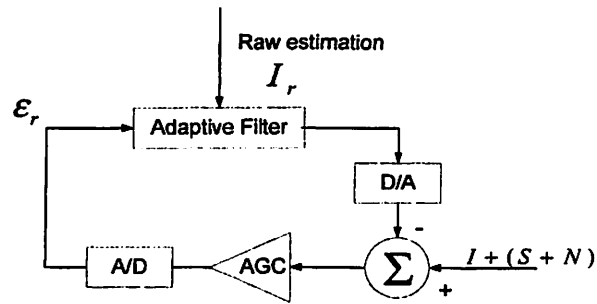 Raw estimation
I_r
ε_r
Adaptive Filter
D/A
-
A/D
AGC
Σ
I + (S + N)
+